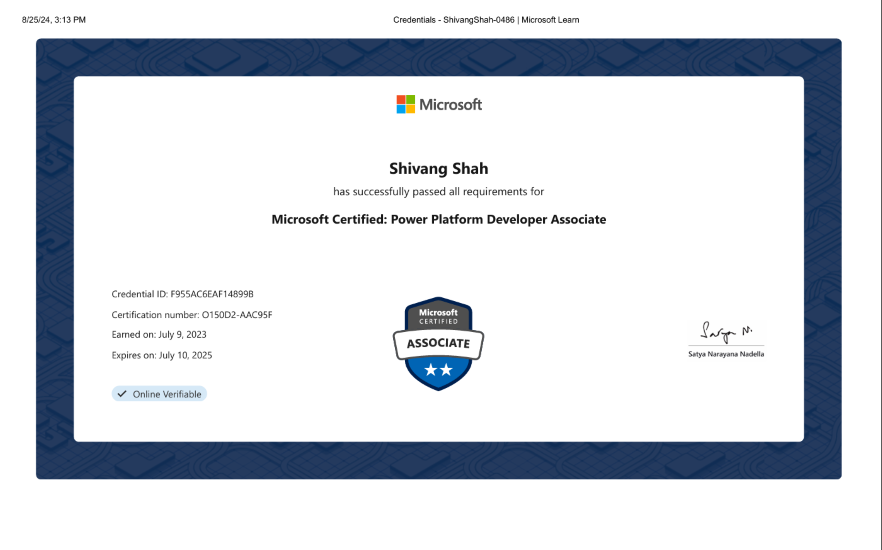 8/25/24, 3:13 PM Credentials - ShivangShah-0486 | Microsoft Learn
Microsoft
Shivang Shah
has successfully passed all requirements for
Microsoft Certified: Power Platform Developer Associate
Credential ID: F955AC6EAF14899B
Certification number: O150D2-AAC95F
Earned on: July 9, 2023
Expires on: July 10, 2025
Online Verifiable
Microsoft
CERTIFIED
ASSOCIATE
Satya N.
Satya Narayana Nadella